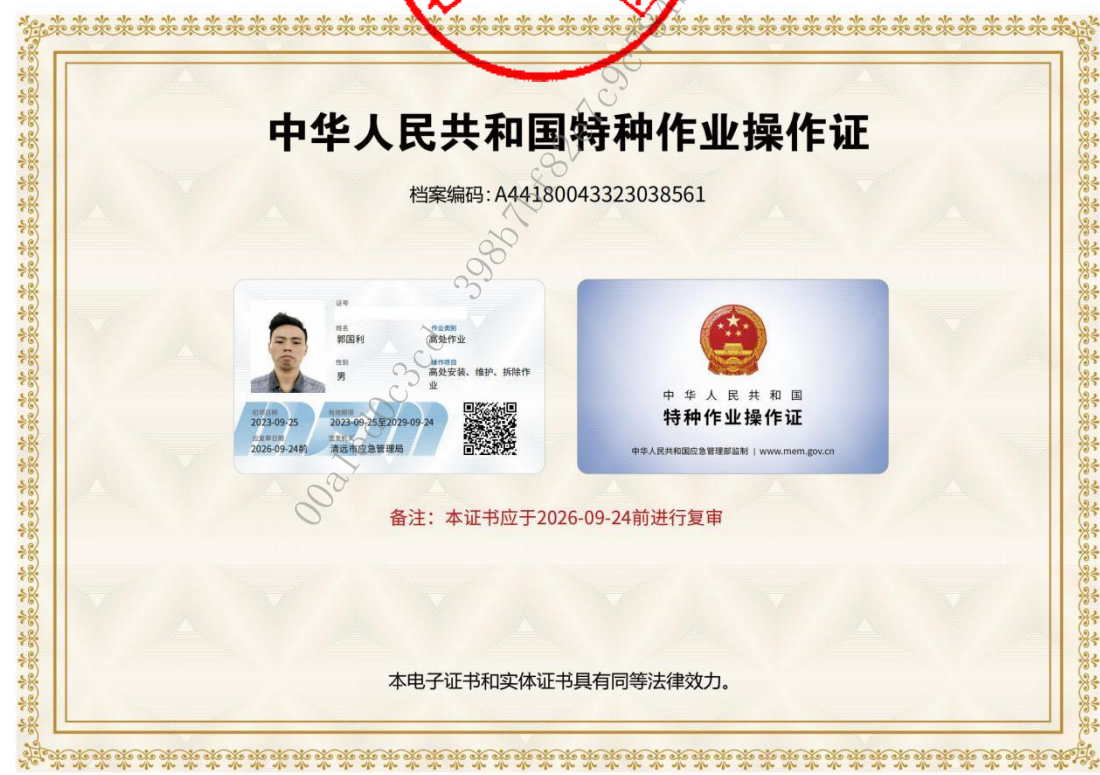 中华人民共和国特种作业操作证
档案编码:A44180043323038561
证号
姓名
郭国利
作业类别
高处作业
性别
男
操作项目
高处安装、维护、拆除作业
初领日期
2023-09-25
有效期限
2023-09-25至2029-09-24
应复审日期
2026-09-24前
签发机关
清远市应急管理局
中华人民共和国
特种作业操作证
中华人民共和国应急管理部监制 | www.mem.gov.cn
备注：本证书应于2026-09-24前进行复审
本电子证书和实体证书具有同等法律效力。